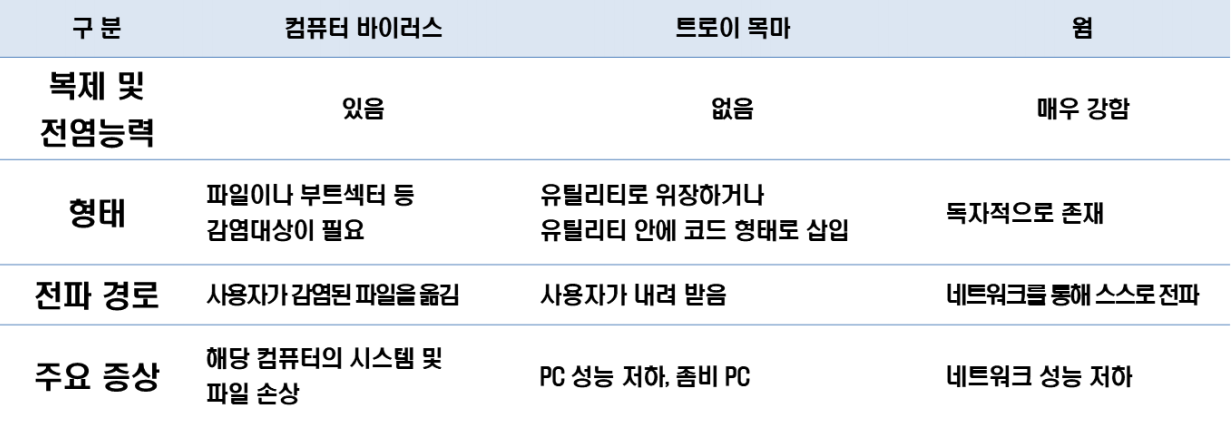 구 분 컴퓨터 바이러스 트로이 목마 웜
복제 및
전염능력
있음 없음 매우 강함
형태
파일이나 부트섹터 등
감염대상이 필요
유틸리티로 위장하거나
유틸리티 안에 코드 형태로 삽입
독자적으로 존재
전파 경로 사용자가 감염된 파일을 옮김 사용자가 내려 받음 네트워크를 통해 스스로 전파
주요 증상
해당 컴퓨터의 시스템 및
파일 손상
PC 성능 저하, 좀비 PC
네트워크 성능 저하